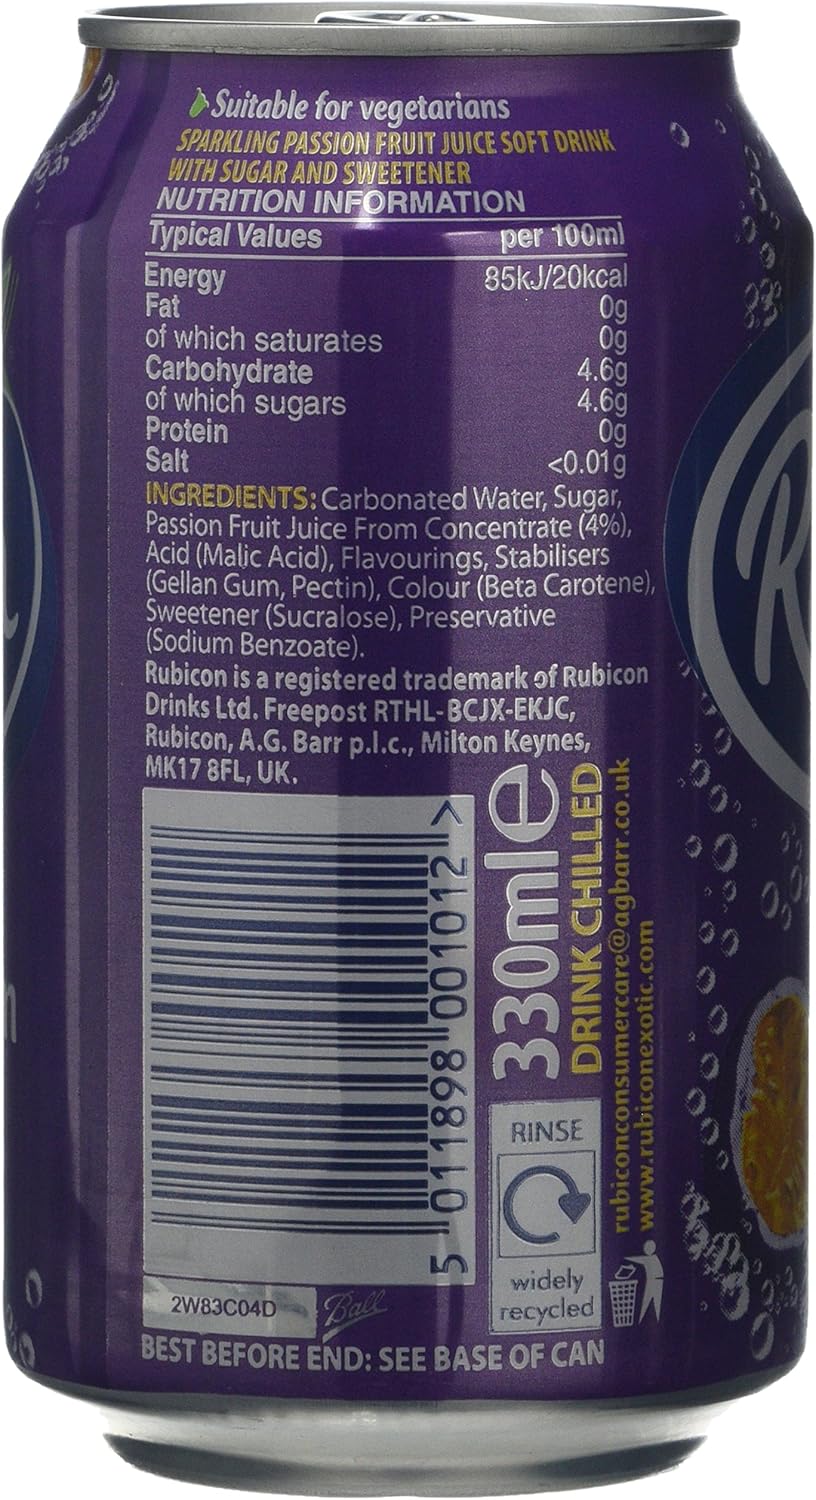 Suitable for vegetarians
SPARKLING PASSION FRUIT JUICE SOFT DRINK
WITH SUGAR AND SWEETENER
NUTRITION INFORMATION
Typical Values per 100ml
Energy 85kJ/20kcal
Fat 0g
of which saturates 0g
Carbohydrate 4.6g
of which sugars 4.6g
Protein 0g
Salt <0.01g
INGREDIENTS: Carbonated Water, Sugar,
Passion Fruit Juice From Concentrate (4%),
Acid (Malic Acid), Flavourings, Stabilisers
(Gellan Gum, Pectin), Colour (Beta Carotene),
Sweetener (Sucralose), Preservative
(Sodium Benzoate).
Rubicon is a registered trademark of Rubicon
Drinks Ltd. Freepost RTHL-BCJX-EKJC,
Rubicon, A.G. Barr p.l.c., Milton Keynes,
MK17 8FL, UK.
5 011898 001012 >
330mle
DRINK CHILLED
rubiconconsumercare@agbarr.co.uk
www.rubiconexotic.com
RINSE
widely
recycled
2W83C04D
Ball
BEST BEFORE END: SEE BASE OF CAN